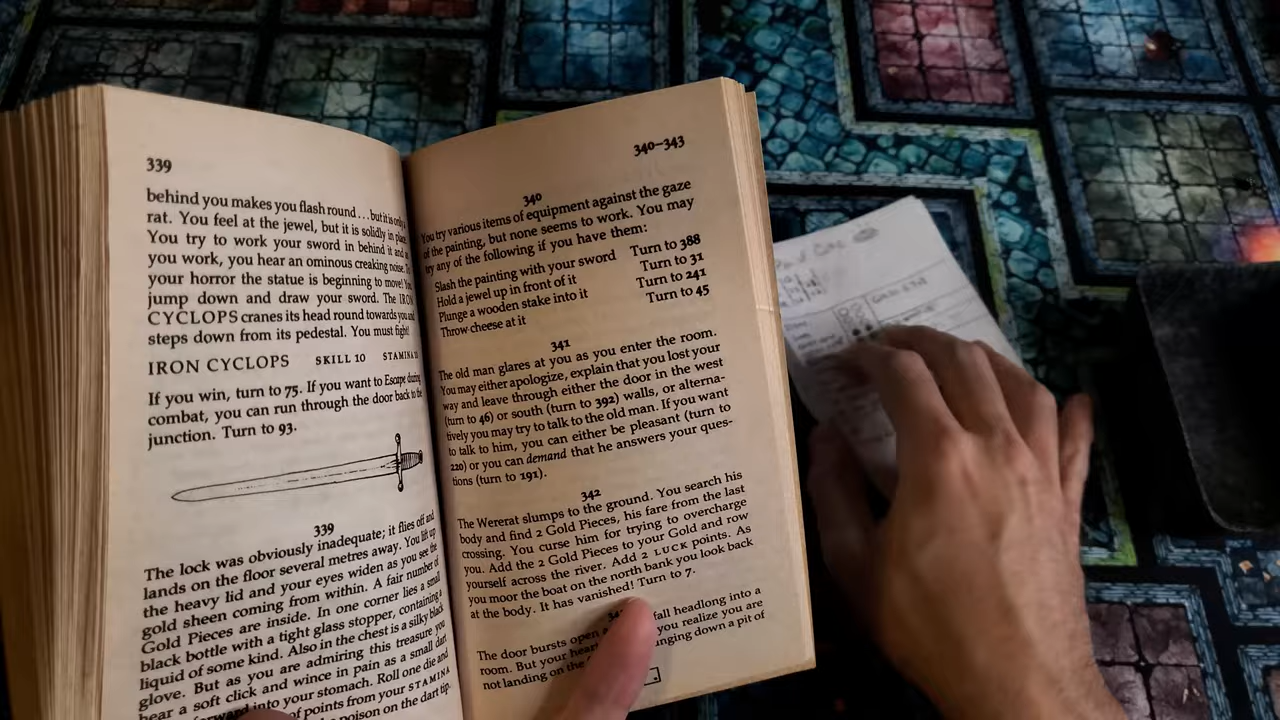 339
behind you makes you flash round... but it is only a
rat. You feel at the jewel, but it is solidly in place.
You try to work your sword in behind it and as
you work, you hear an ominous creaking noise. To
your horror the statue is beginning to move! You
jump down and draw your sword. The IRON
CYCLOPS cranes its head round towards you and
steps down from its pedestal. You must fight!
IRON CYCLOPS SKILL 10 STAMINA
If you win, turn to 75. If you want to Escape during
combat, you can run through the door back to the
junction. Turn to 93.
339
The lock was obviously inadequate; it flies off and
lands on the floor several metres away. You lift up
the heavy lid and your eyes widen as you see the
gold sheen coming from within. A fair number of
Gold Pieces are inside. In one corner lies a small
black bottle with a tight glass stopper, containing a
liquid of some kind. Also in the chest is a silky black
glove. But as you are admiring this treasure you
hear a soft click and wince in pain as a small dart
forward into your stomach. Roll one die and
of points from your STAMINA
poison on the dart tip.
340-343
340
You try various items of equipment against the gaze
of the painting, but none seems to work. You may
try any of the following if you have them:
Slash the painting with your sword Turn to 388
Hold a jewel up in front of it Turn to 31
Plunge a wooden stake into it Turn to 241
Throw cheese at it Turn to 45
341
The old man glares at you as you enter the room.
You may either apologize, explain that you lost your
way and leave through either the door in the west
(turn to 46) or south (turn to 392) walls, or alterna-
tively you may try to talk to the old man. If you want
to talk to him, you can either be pleasant (turn to
220) or you can demand that he answers your ques-
tions (turn to 191).
342
The Wererat slumps to the ground. You search his
body and find 2 Gold Pieces, his fare from the last
crossing. You curse him for trying to overcharge
you. Add the 2 Gold Pieces to your Gold and row
yourself across the river. Add 2 LUCK points. As
you moor the boat on the north bank you look back
at the body. It has vanished! Turn to 7.
The door bursts open fall headlong into a
room. But your heart you realize you are
not landing on the plunging down a pit of